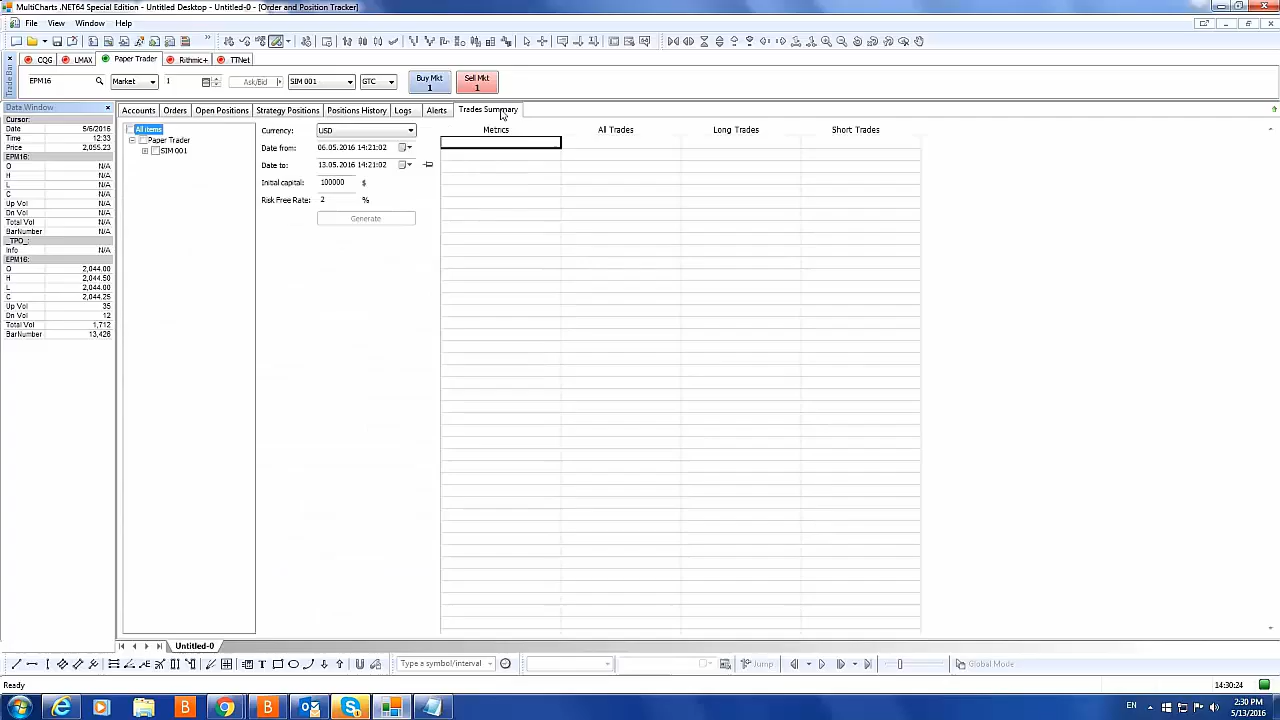 MultiCharts .NET64 Special Edition - Untitled Desktop - Untitled-0 - [Order and Position Tracker]
File View Window Help
CQG LMAX Paper Trader Rithmic+ TTNet
Trade Bar
EPM16 Market 1 Ask/Bid SIM 001 GTC Buy Mkt 1 Sell Mkt 1
Data Window
Accounts Orders Open Positions Strategy Positions Positions History Logs Alerts Trades Summary
Cursor:
Date 5/6/2016
Time 12:33
Price 2,055.23
EPM16:
O N/A
H N/A
L N/A
C N/A
Up Vol N/A
Dn Vol N/A
Total Vol N/A
BarNumber N/A
_TPO_:
Info N/A
EPM16:
O 2,044.00
H 2,044.50
L 2,044.00
C 2,044.25
Up Vol 35
Dn Vol 12
Total Vol 1,712
BarNumber 13,426
All items
Paper Trader
SIM 001
Currency: USD
Date from: 06.05.2016 14:21:02
Date to: 13.05.2016 14:21:02
Initial capital: 100000 $
Risk Free Rate: 2 %
Generate
Metrics All Trades Long Trades Short Trades
Untitled-0
Type a symbol/interval Jump Global Mode
Ready 14:30:24
EN 2:30 PM
5/13/2016